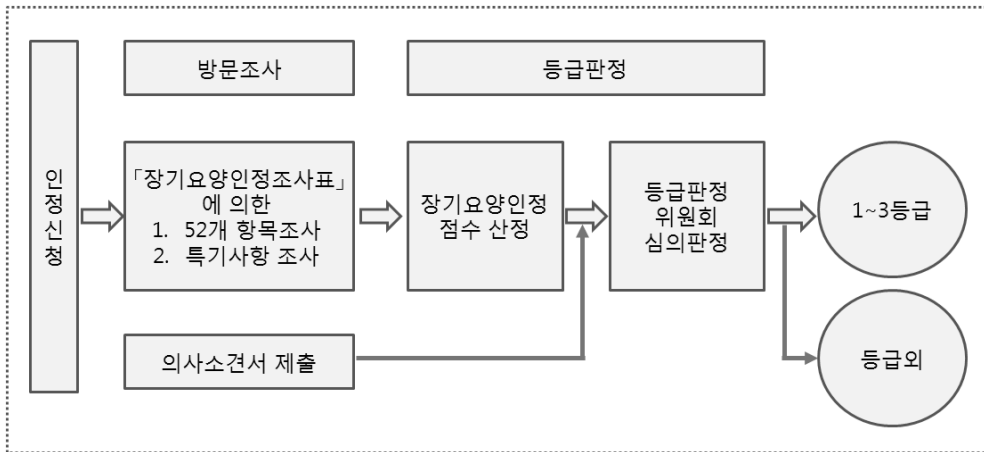 방문조사
등급판정
인
정
신
청
「장기요양인정조사표」
에 의한
1. 52개 항목조사
2. 특기사항 조사
장기요양인정
점수 산정
등급판정
위원회
심의판정
1~3등급
의사소견서 제출
등급외